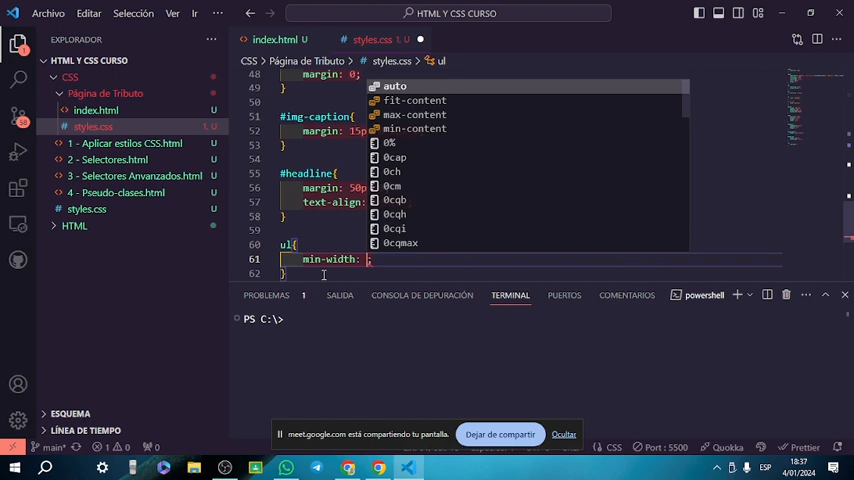 Archivo Editar Selección Ver Ir ··· HTML Y CSS CURSO
EXPLORADOR ···
index.html U
styles.css 1, U
HTML Y CSS CURSO
CSS
Página de Tributo
index.html U
styles.css 1, U
1 - Aplicar estilos CSS.html U
2 - Selectores.html U
3 - Selectores Anvanzados.html U
4 - Pseudo-clases.html U
styles.css U
HTML
ESQUEMA
LÍNEA DE TIEMPO
1
58
CSS > Página de Tributo > # styles.css > ul
48 margin: 0;
49 }
50
51 #img-caption{
52 margin: 15p
53 }
54
55 #headline{
56 margin: 50p
57 text-align:
58 }
59
60 ul{
61 min-width: ;
62 }
auto
fit-content
max-content
min-content
0%
0cap
0ch
0cm
0cqb
0cqh
0cqi
0cqmax
PROBLEMAS 1 SALIDA CONSOLA DE DEPURACIÓN TERMINAL PUERTOS COMENTARIOS powershell
PS C:\>
meet.google.com está compartiendo tu pantalla. Dejar de compartir Ocultar
main* 1 0 0 CSS Port : 5500 Quokka Prettier
ESP 18:37
4/01/2024